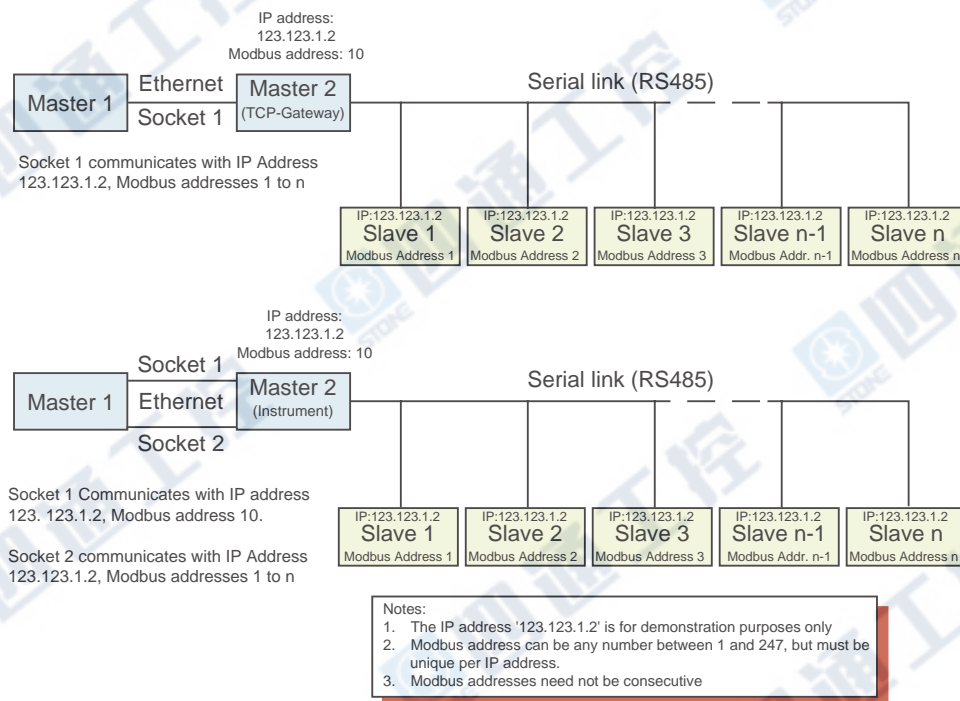 IP address:
123.123.1.2
Modbus address: 10
Master 1
Ethernet
Socket 1
Master 2
(TCP-Gateway)
Serial link (RS485)
Socket 1 communicates with IP Address
123.123.1.2, Modbus addresses 1 to n
IP:123.123.1.2
Slave 1
Modbus Address 1
IP:123.123.1.2
Slave 2
Modbus Address 2
IP:123.123.1.2
Slave 3
Modbus Address 3
IP:123.123.1.2
Slave n-1
Modbus Addr. n-1
IP:123.123.1.2
Slave n
Modbus Address n
IP address:
123.123.1.2
Modbus address: 10
Master 1
Socket 1
Ethernet
Socket 2
Master 2
(Instrument)
Serial link (RS485)
Socket 1 Communicates with IP address
123. 123.1.2, Modbus address 10.
Socket 2 communicates with IP Address
123.123.1.2, Modbus addresses 1 to n
IP:123.123.1.2
Slave 1
Modbus Address 1
IP:123.123.1.2
Slave 2
Modbus Address 2
IP:123.123.1.2
Slave 3
Modbus Address 3
IP:123.123.1.2
Slave n-1
Modbus Addr. n-1
IP:123.123.1.2
Slave n
Modbus Address n
Notes:
1. The IP address '123.123.1.2' is for demonstration purposes only
2. Modbus address can be any number between 1 and 247, but must be
unique per IP address.
3. Modbus addresses need not be consecutive
四通工控
STONE